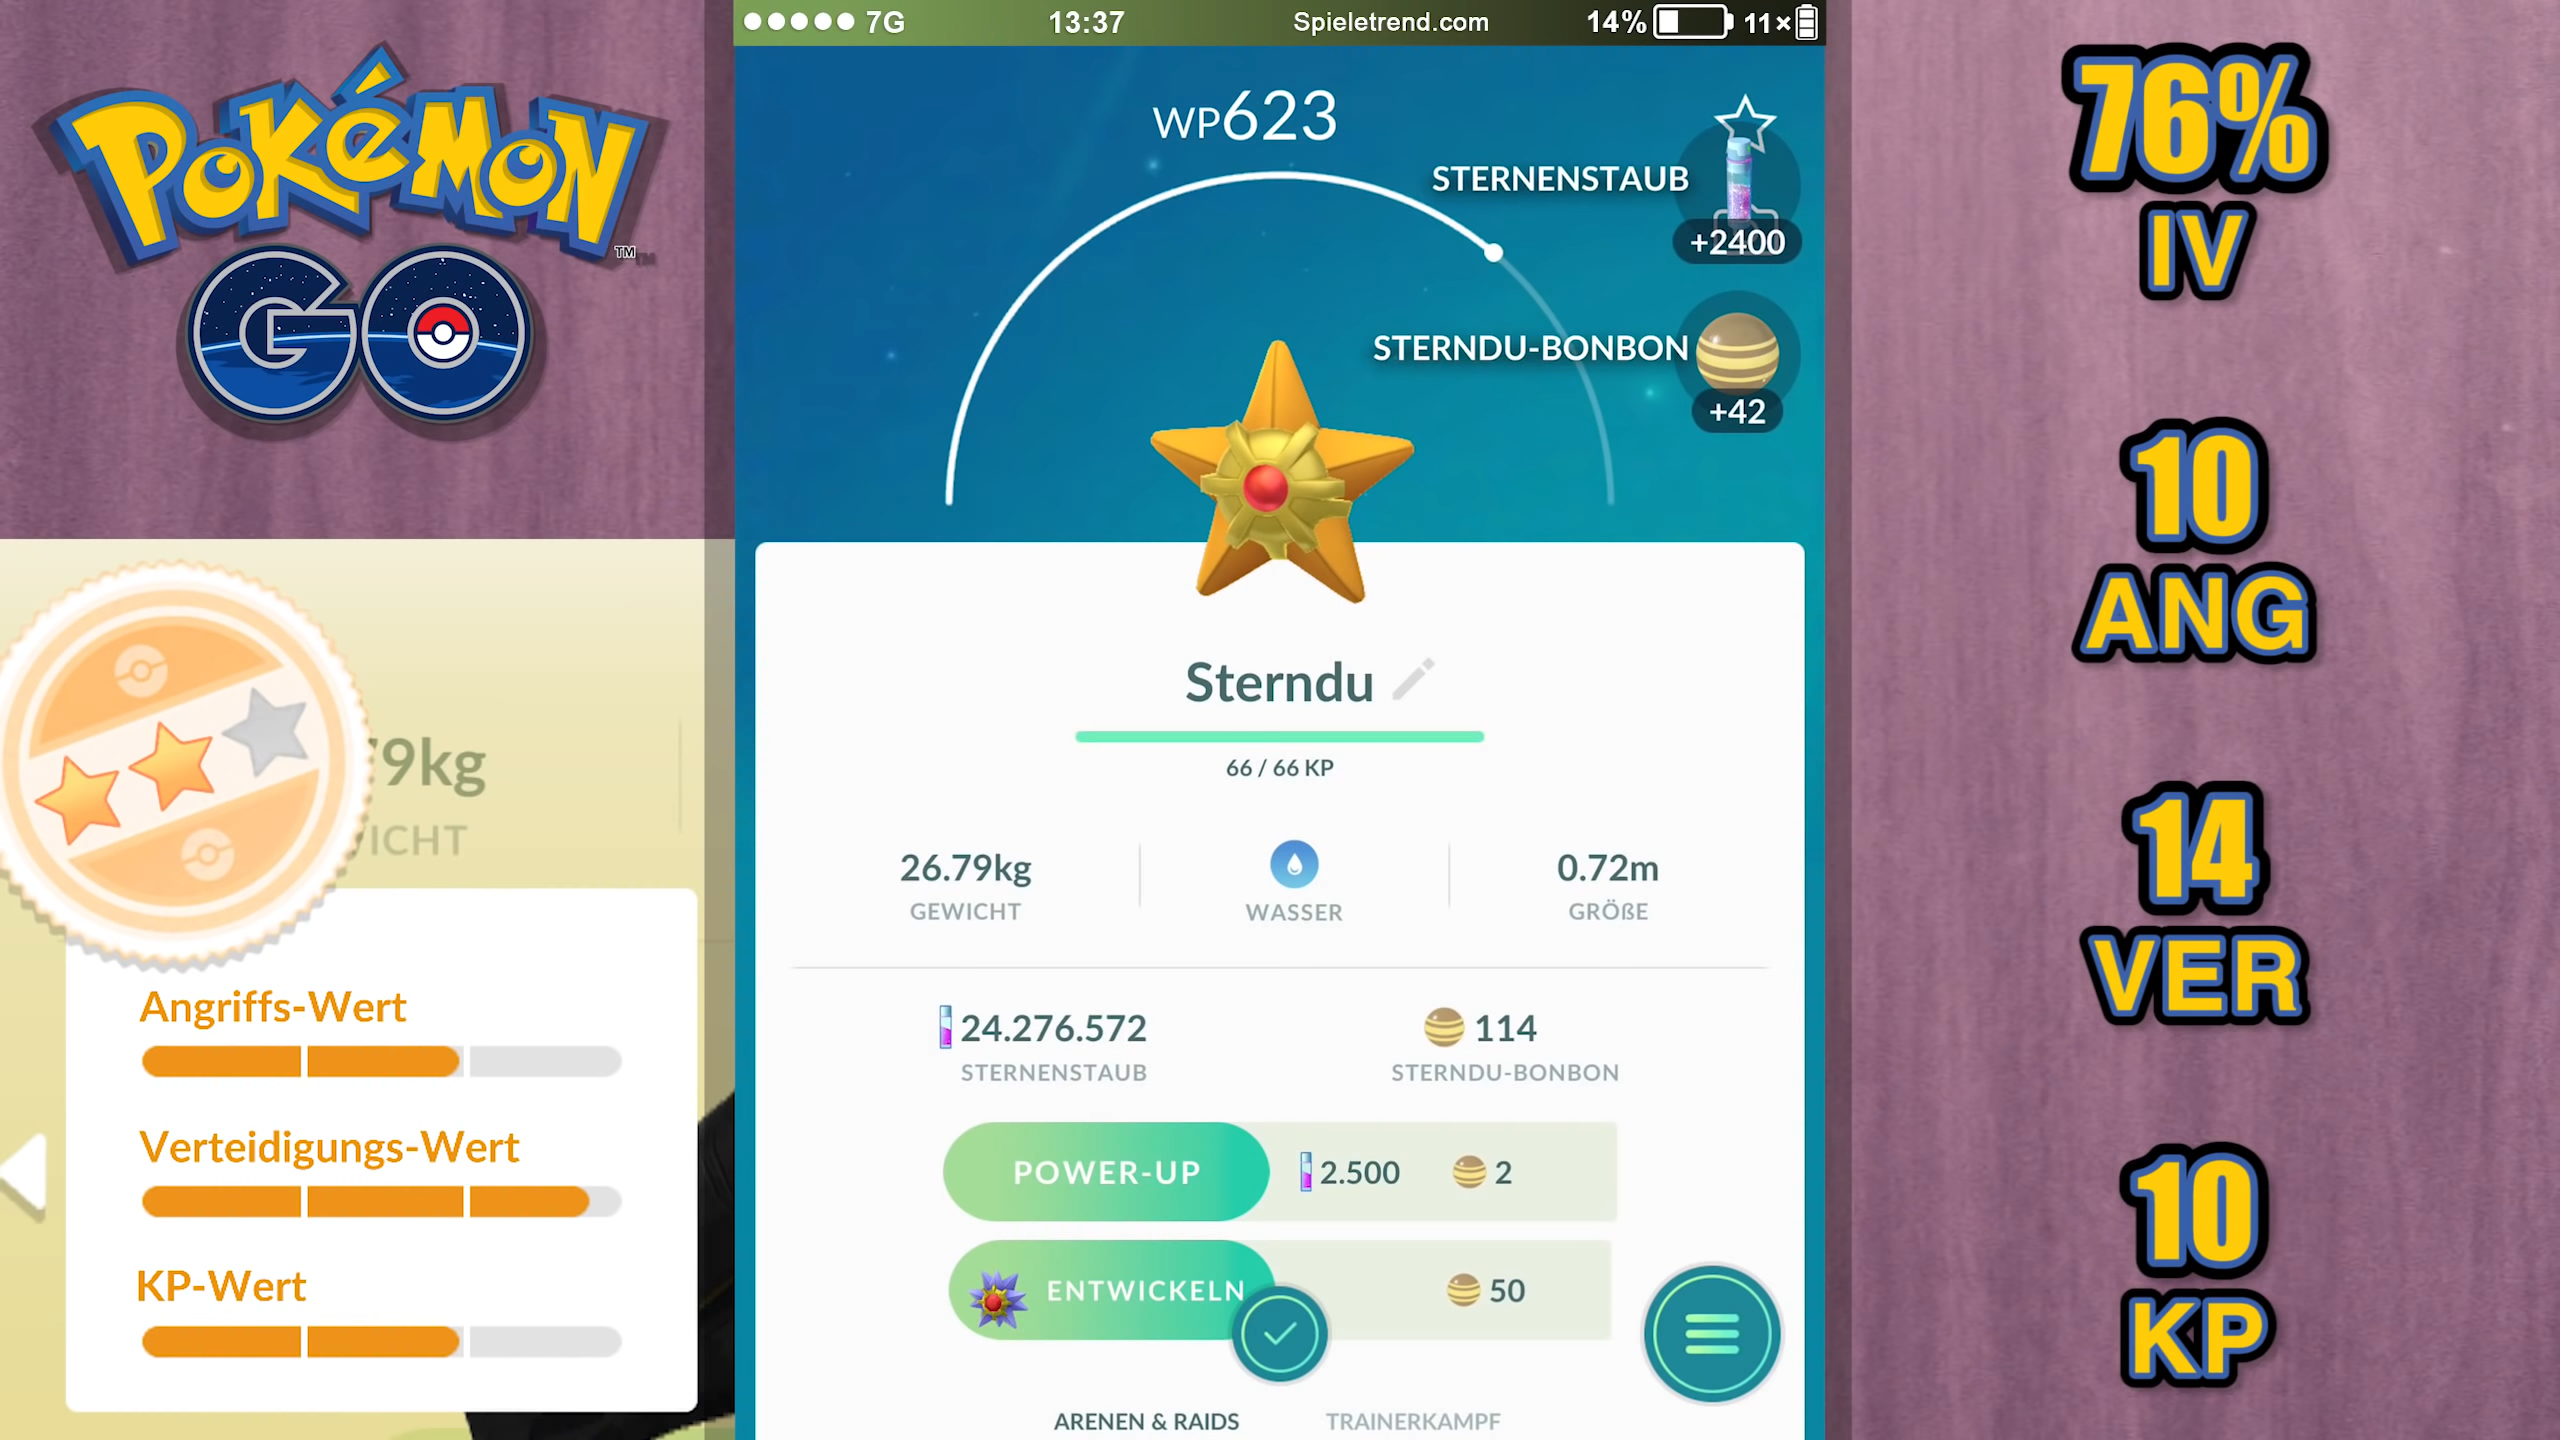 POKéMON
GO
TM
7G
13:37
Spieletrend.com
14%
11×
WP623
STERNENSTAUB
+2400
STERNDU-BONBON
+42
Sterndu
66 / 66 KP
26.79kg
GEWICHT
WASSER
0.72m
GRÖßE
24.276.572
STERNENSTAUB
114
STERNDU-BONBON
POWER-UP
2.500
2
ENTWICKELN
50
ARENEN & RAIDS
TRAINERKAMPF
9kg
ICHT
Angriffs-Wert
Verteidigungs-Wert
KP-Wert
76%
IV
10
ANG
14
VER
10
KP